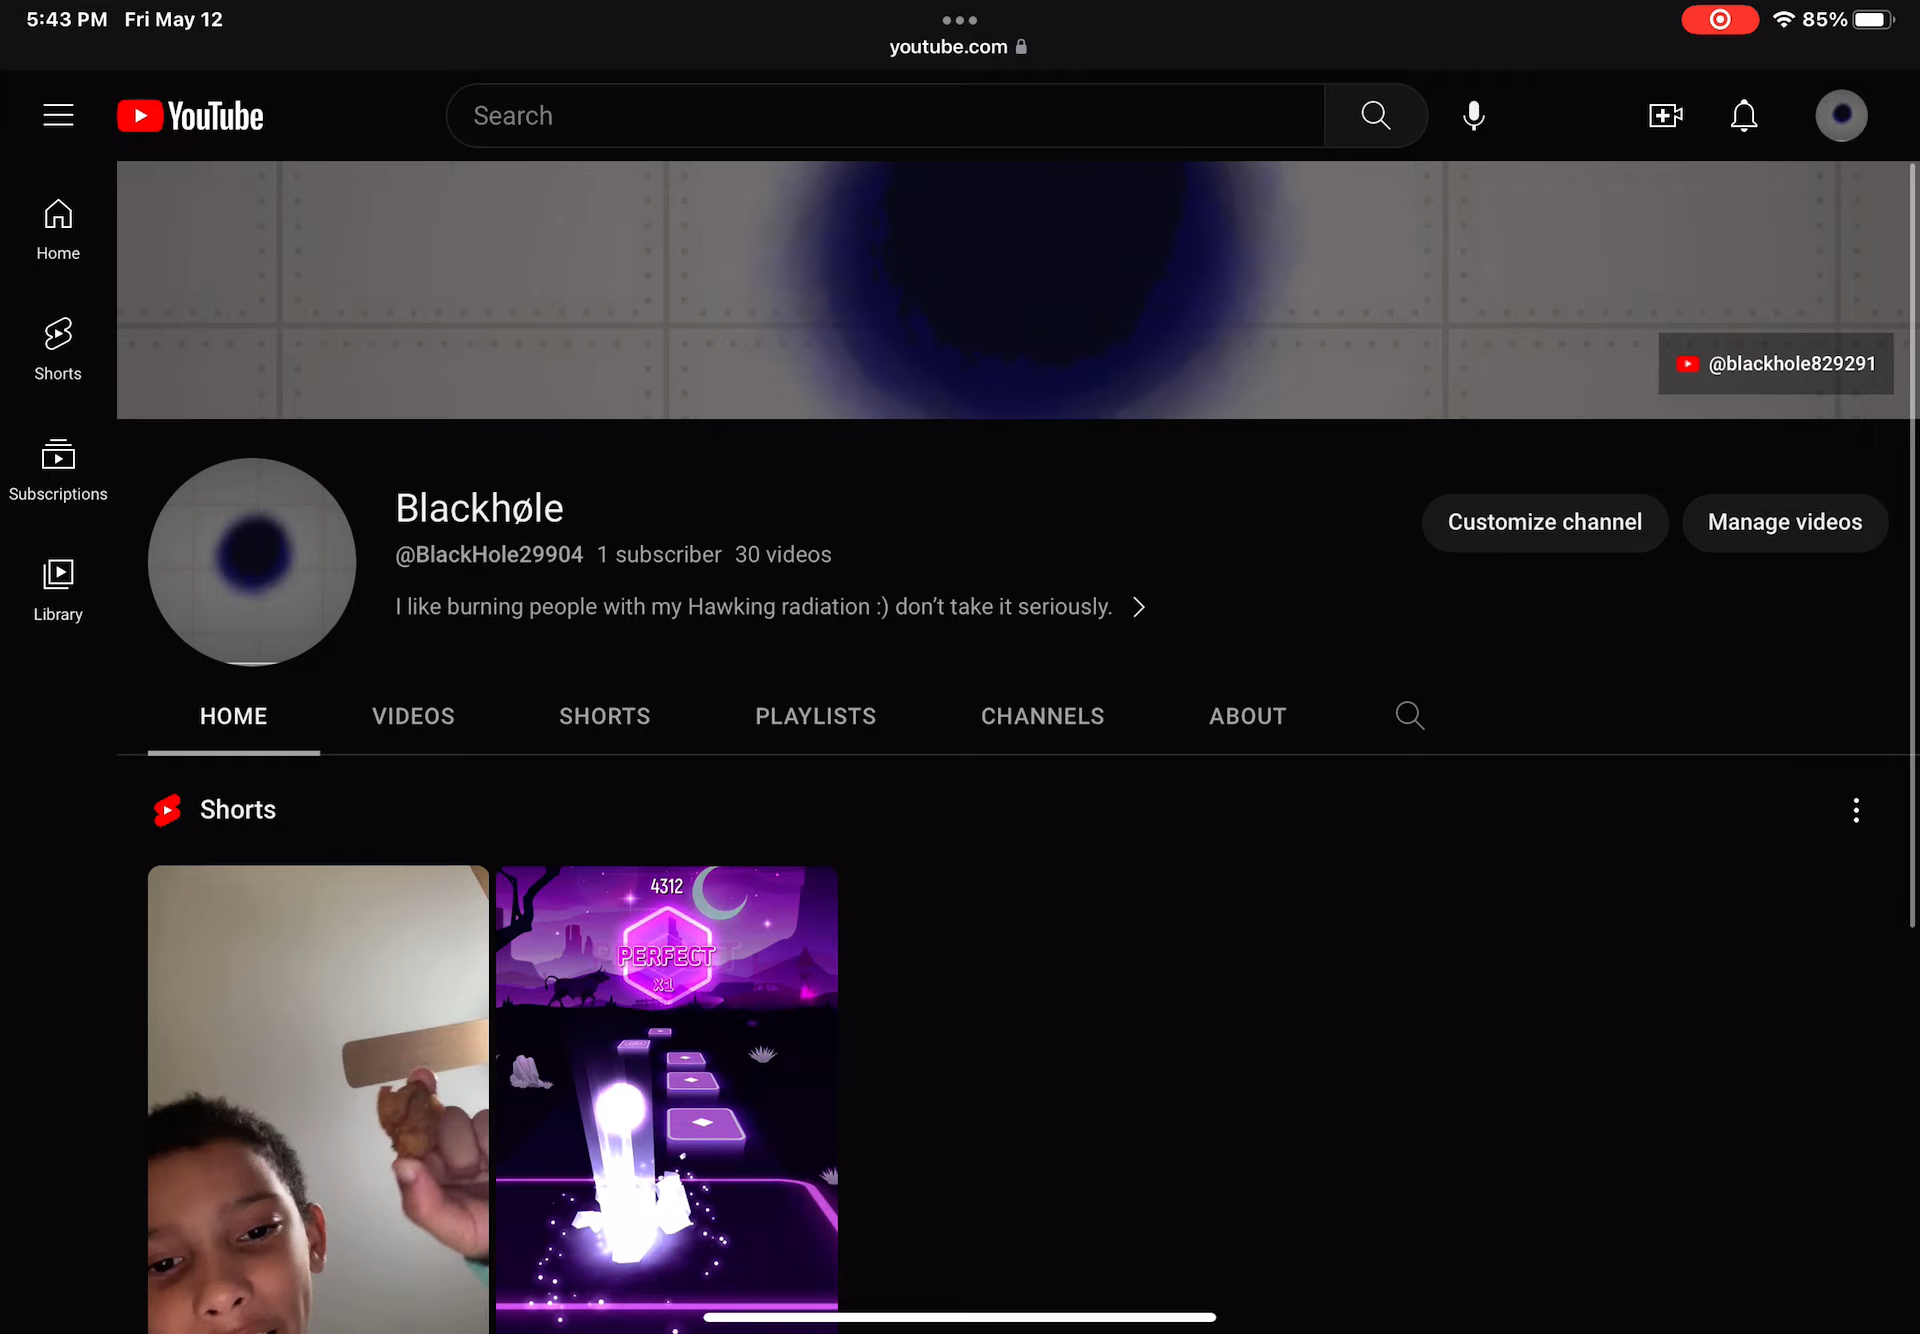 5:43 PM Fri May 12
85%
youtube.com
YouTube
Search
Home
Shorts
Subscriptions
Library
@blackhole829291
Blackhøle
@BlackHole29904 1 subscriber 30 videos
I like burning people with my Hawking radiation :) don’t take it seriously.
Customize channel
Manage videos
HOME VIDEOS SHORTS PLAYLISTS CHANNELS ABOUT
Shorts
4312
PERFECT
X1